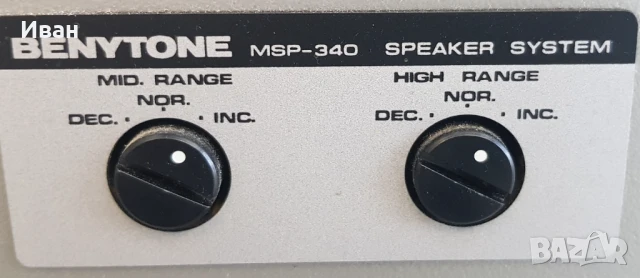 Иван
BENYTONE MSP-340 SPEAKER SYSTEM
MID. RANGE
NOR.
DEC. INC.
HIGH RANGE
NOR.
DEC. INC.
bazar